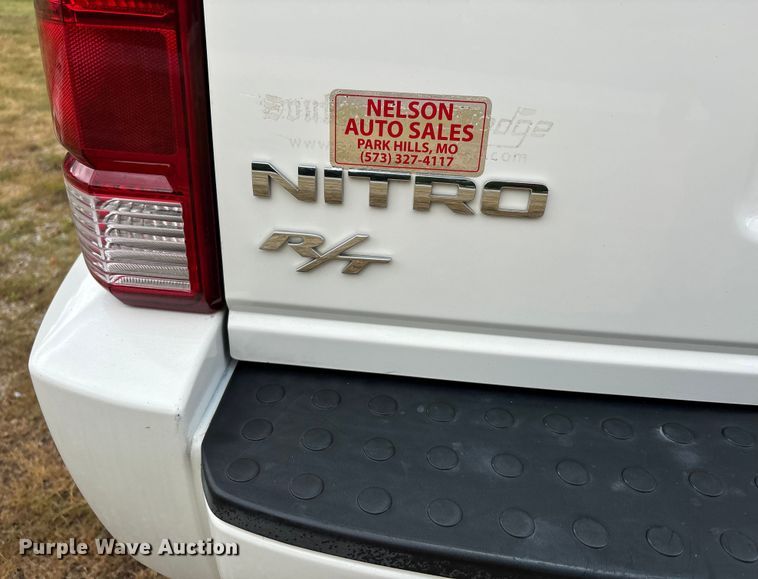 NELSON
AUTO SALES
PARK HILLS, MO
(573) 327-4117
NITRO
R/T
Purple Wave Auction